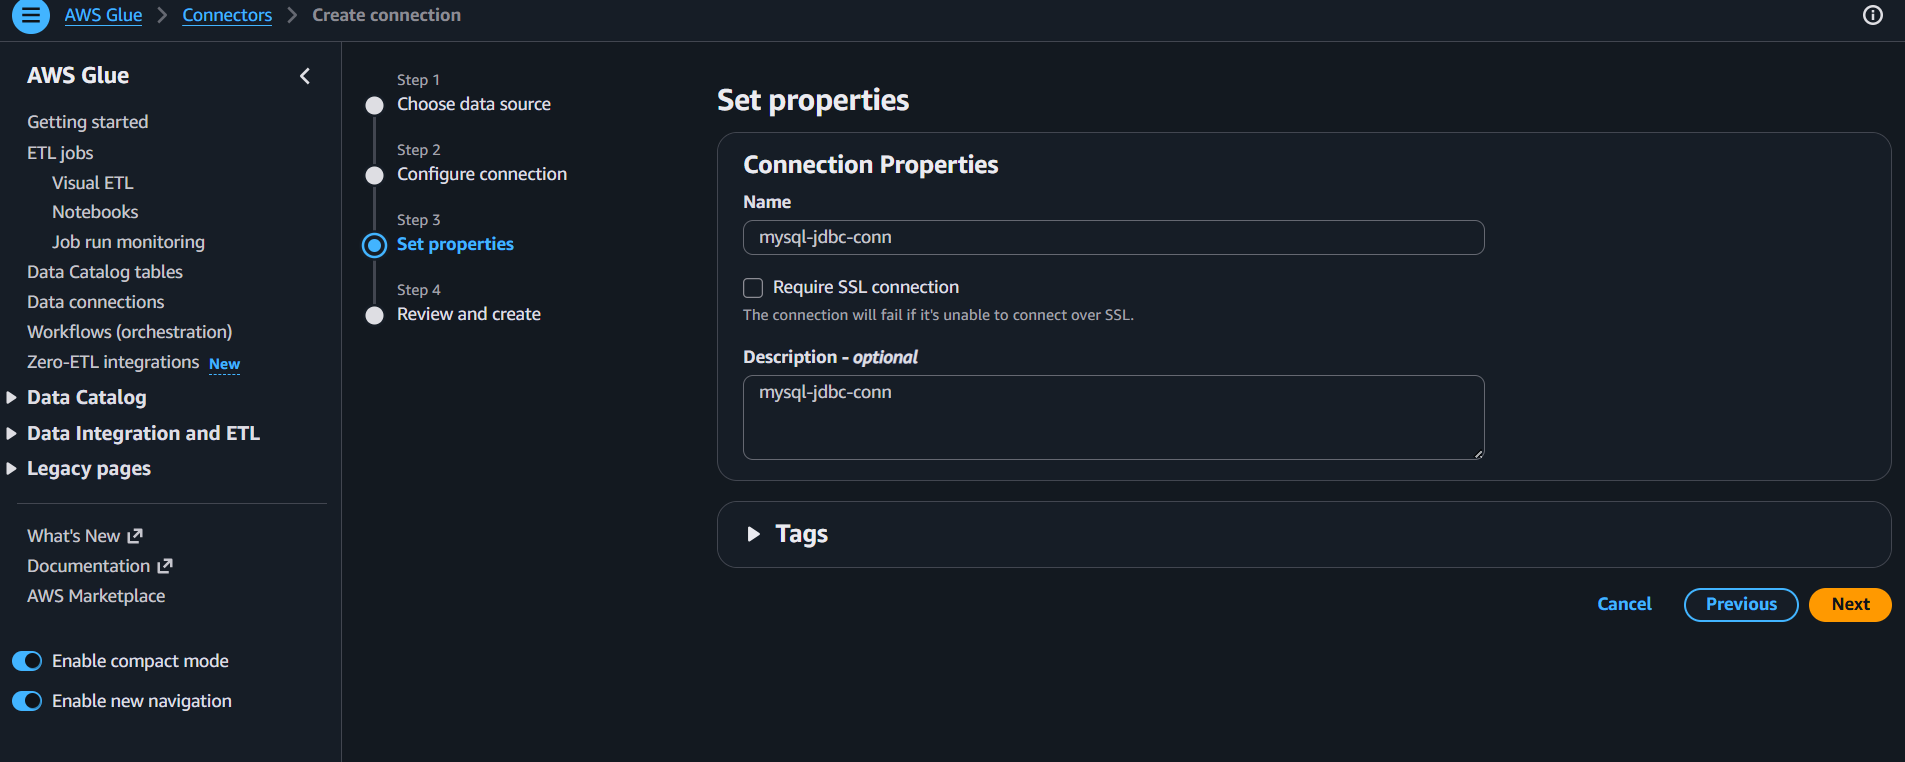 AWS Glue > Connectors > Create connection
AWS Glue
Getting started
ETL jobs
Visual ETL
Notebooks
Job run monitoring
Data Catalog tables
Data connections
Workflows (orchestration)
Zero-ETL integrations New
Data Catalog
Data Integration and ETL
Legacy pages
What's New
Documentation
AWS Marketplace
Enable compact mode
Enable new navigation
Step 1
Choose data source
Step 2
Configure connection
Step 3
Set properties
Step 4
Review and create
Set properties
Connection Properties
Name
mysql-jdbc-conn
Require SSL connection
The connection will fail if it's unable to connect over SSL.
Description - optional
mysql-jdbc-conn
Tags
Cancel
Previous
Next